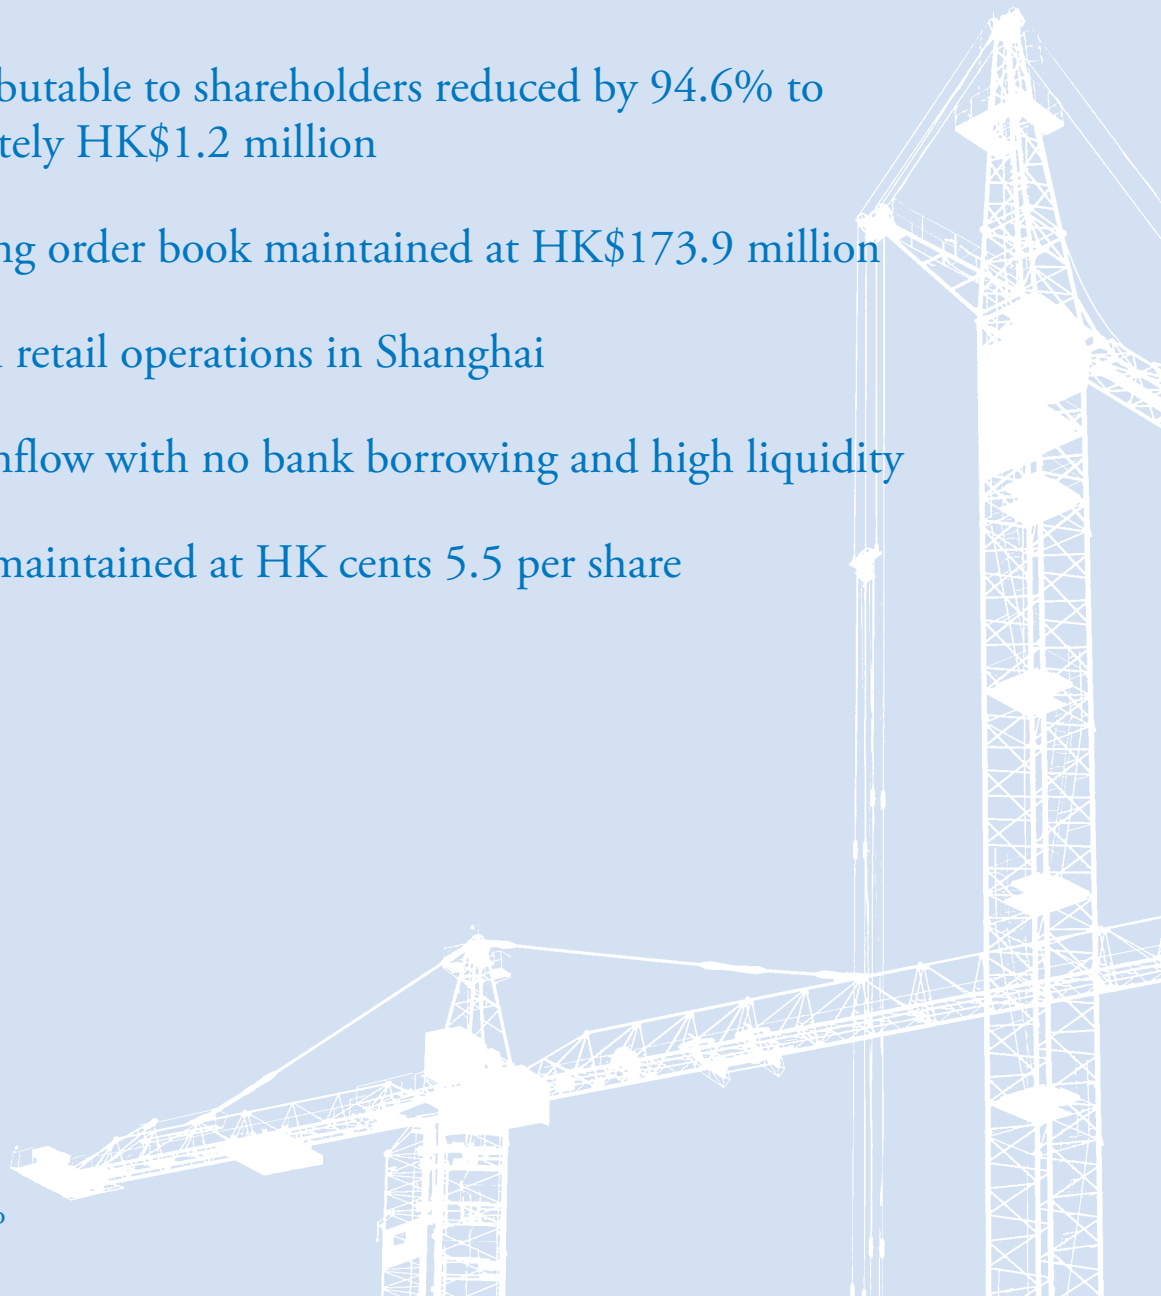 butable to shareholders reduced by 94.6% to
tely HK$1.2 million
ng order book maintained at HK$173.9 million
retail operations in Shanghai
nflow with no bank borrowing and high liquidity
maintained at HK cents 5.5 per share